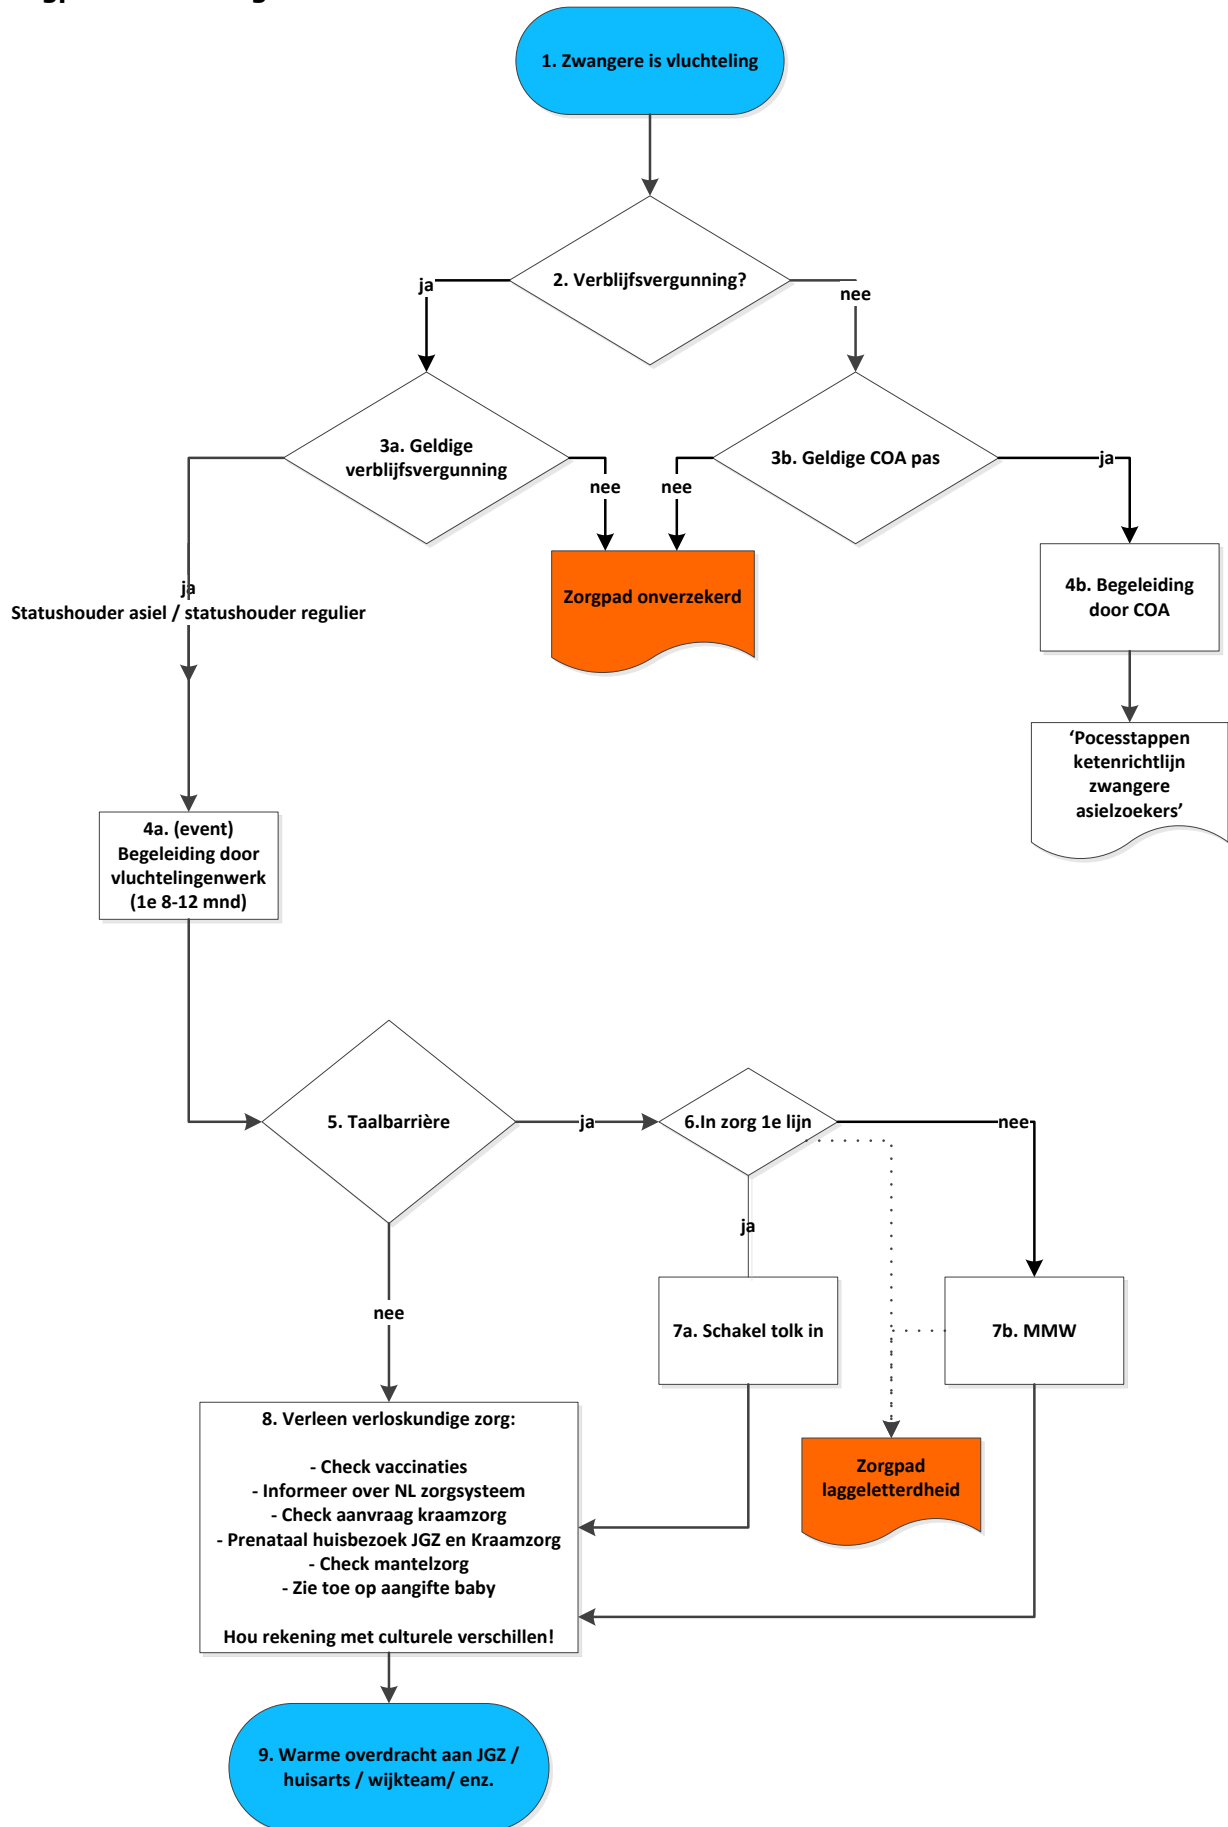 1. Zwangere is vluchteling
2. Verblijfsvergunning?
ja
nee
3a. Geldige
verblijfsvergunning
3b. Geldige COA pas
nee
nee
ja
Zorgpad onverzekerd
4b. Begeleiding
door COA
ja
Statushouder asiel / statushouder regulier
‘Pocesstappen
ketenrichtlijn
zwangere
asielzoekers’
4a. (event)
Begeleiding door
vluchtelingenwerk
(1e 8-12 mnd)
5. Taalbarrière
ja
6.In zorg 1e lijn
nee
ja
nee
7a. Schakel tolk in
7b. MMW
8. Verleen verloskundige zorg:
- Check vaccinaties
- Informeer over NL zorgsysteem
- Check aanvraag kraamzorg
- Prenataal huisbezoek JGZ en Kraamzorg
- Check mantelzorg
- Zie toe op aangifte baby
Hou rekening met culturele verschillen!
Zorgpad
laggeletterdheid
9. Warme overdracht aan JGZ /
huisarts / wijkteam/ enz.